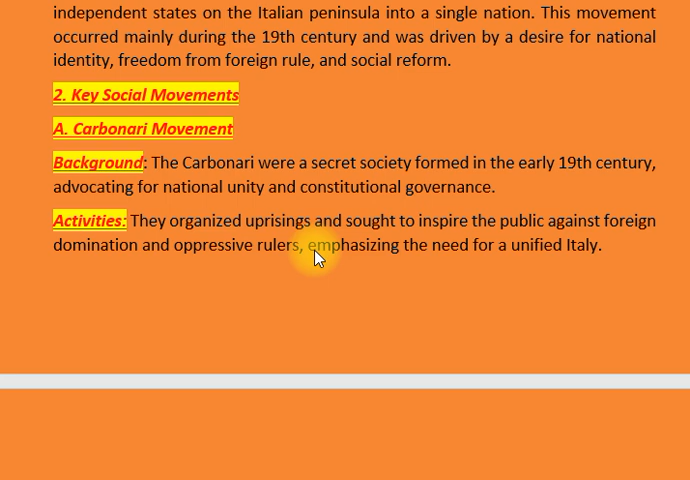 independent states on the Italian peninsula into a single nation. This movement
occurred mainly during the 19th century and was driven by a desire for national
identity, freedom from foreign rule, and social reform.
2. Key Social Movements
A. Carbonari Movement
Background: The Carbonari were a secret society formed in the early 19th century,
advocating for national unity and constitutional governance.
Activities: They organized uprisings and sought to inspire the public against foreign
domination and oppressive rulers, emphasizing the need for a unified Italy.